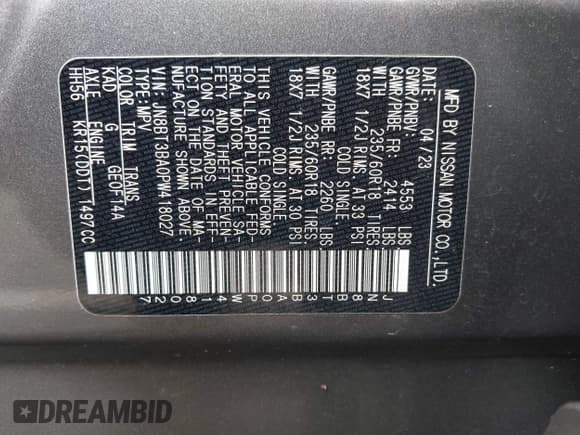 MFD BY NISSAN MOTOR CO.,LTD.
DATE: 04/23
GVWR/PNBV: 4553 LBS
GAWR/PNBE FR: 2414 LBS
WITH 235/60R18 TIRES.
18X7 1/2J RIMS. AT 33 PSI
COLD SINGLE
GAWR/PNBE RR: 2260 LBS
WITH 235/60R18 TIRES.
18X7 1/2J RIMS. AT 30 PSI
COLD SINGLE
THIS VEHICLE CONFORMS
TO ALL APPLICABLE FED-
ERAL MOTOR VEHICLE SA-
FETY AND THEFT PREVEN-
TION STANDARDS IN EFF-
ECT ON THE DATE OF MA-
NUFACTURE SHOWN ABOVE.
VIN: JN8BT3BA0PW418027
TYPE: MPV
COLOR TRIM TRANS
KAD G GE0F14A
AXLE ENGINE
HH56 KR15(DDT) 1497CC
JN8BT3BA0PW418027
DREAMBID